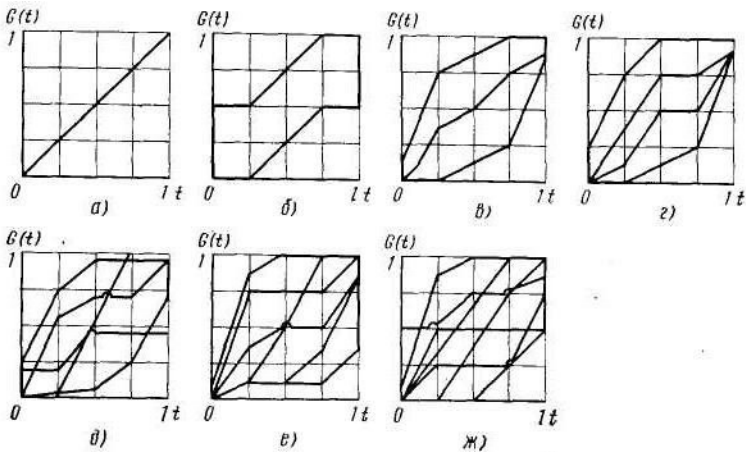 G(t) G(t) G(t) G(t)
1 1 1 1
0 1 t 0 1 t 0 1 t 0 1 t
а) б) в) г)
G(t) G(t) G(t)
1 1 1
0 1 t 0 1 t 0 1 t
д) е) ж)